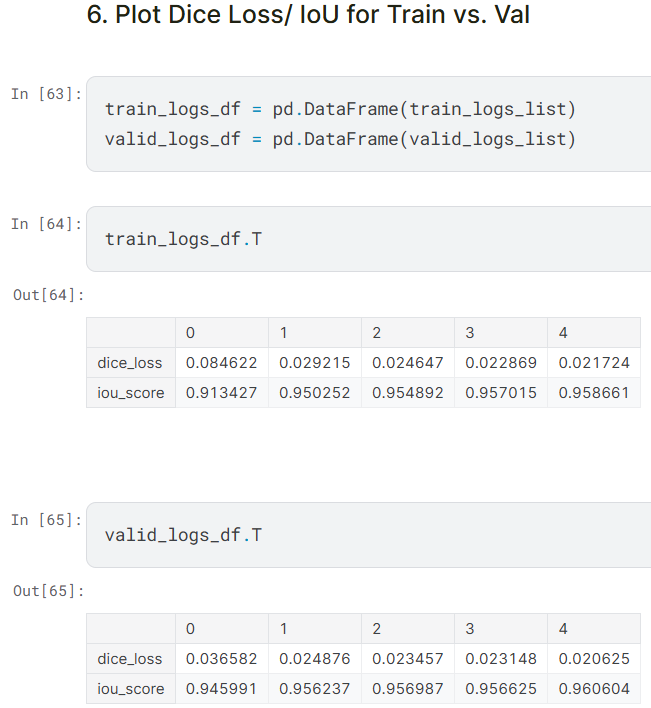 6. Plot Dice Loss/ IoU for Train vs. Val
In [63]:
train_logs_df = pd.DataFrame(train_logs_list)
valid_logs_df = pd.DataFrame(valid_logs_list)
In [64]:
train_logs_df.T
Out[64]:
0 1 2 3 4
dice_loss 0.084622 0.029215 0.024647 0.022869 0.021724
iou_score 0.913427 0.950252 0.954892 0.957015 0.958661
In [65]:
valid_logs_df.T
Out[65]:
0 1 2 3 4
dice_loss 0.036582 0.024876 0.023457 0.023148 0.020625
iou_score 0.945991 0.956237 0.956987 0.956625 0.960604